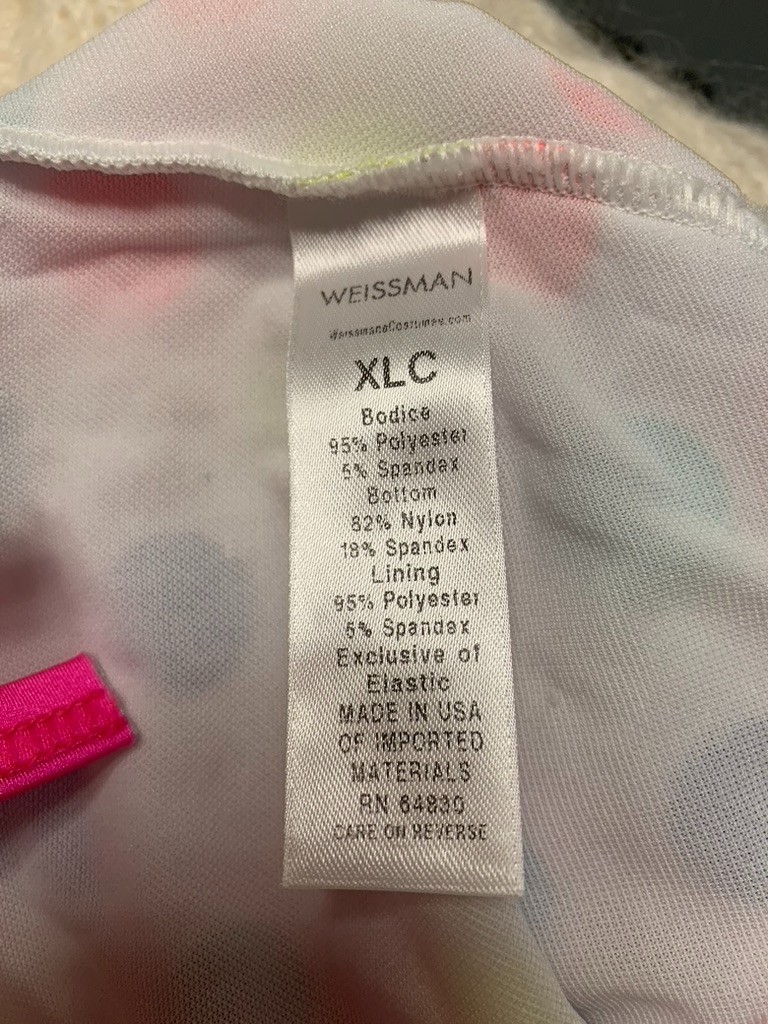 WEISSMAN
WeissmansCostumes.com
XLC
Bodice
95% Polyester
5% Spandex
Bottom
82% Nylon
18% Spandex
Lining
95% Polyester
5% Spandex
Exclusive of
Elastic
MADE IN USA
OF IMPORTED
MATERIALS
RN 64830
CARE ON REVERSE